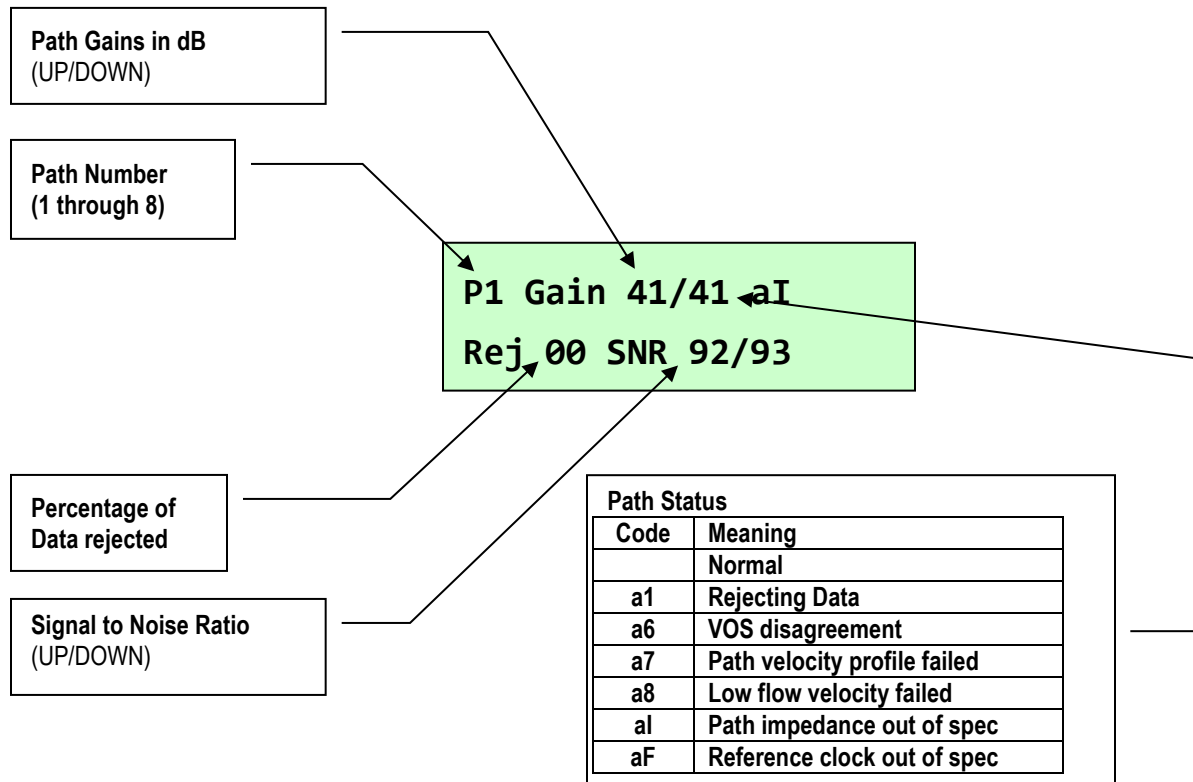 Path Gains in dB
(UP/DOWN)
Path Number
(1 through 8)
P1 Gain 41/41 aI
Rej 00 SNR 92/93
Percentage of
Data rejected
Signal to Noise Ratio
(UP/DOWN)
Path Status
Code Meaning
Normal
a1 Rejecting Data
a6 VOS disagreement
a7 Path velocity profile failed
a8 Low flow velocity failed
aI Path impedance out of spec
aF Reference clock out of spec